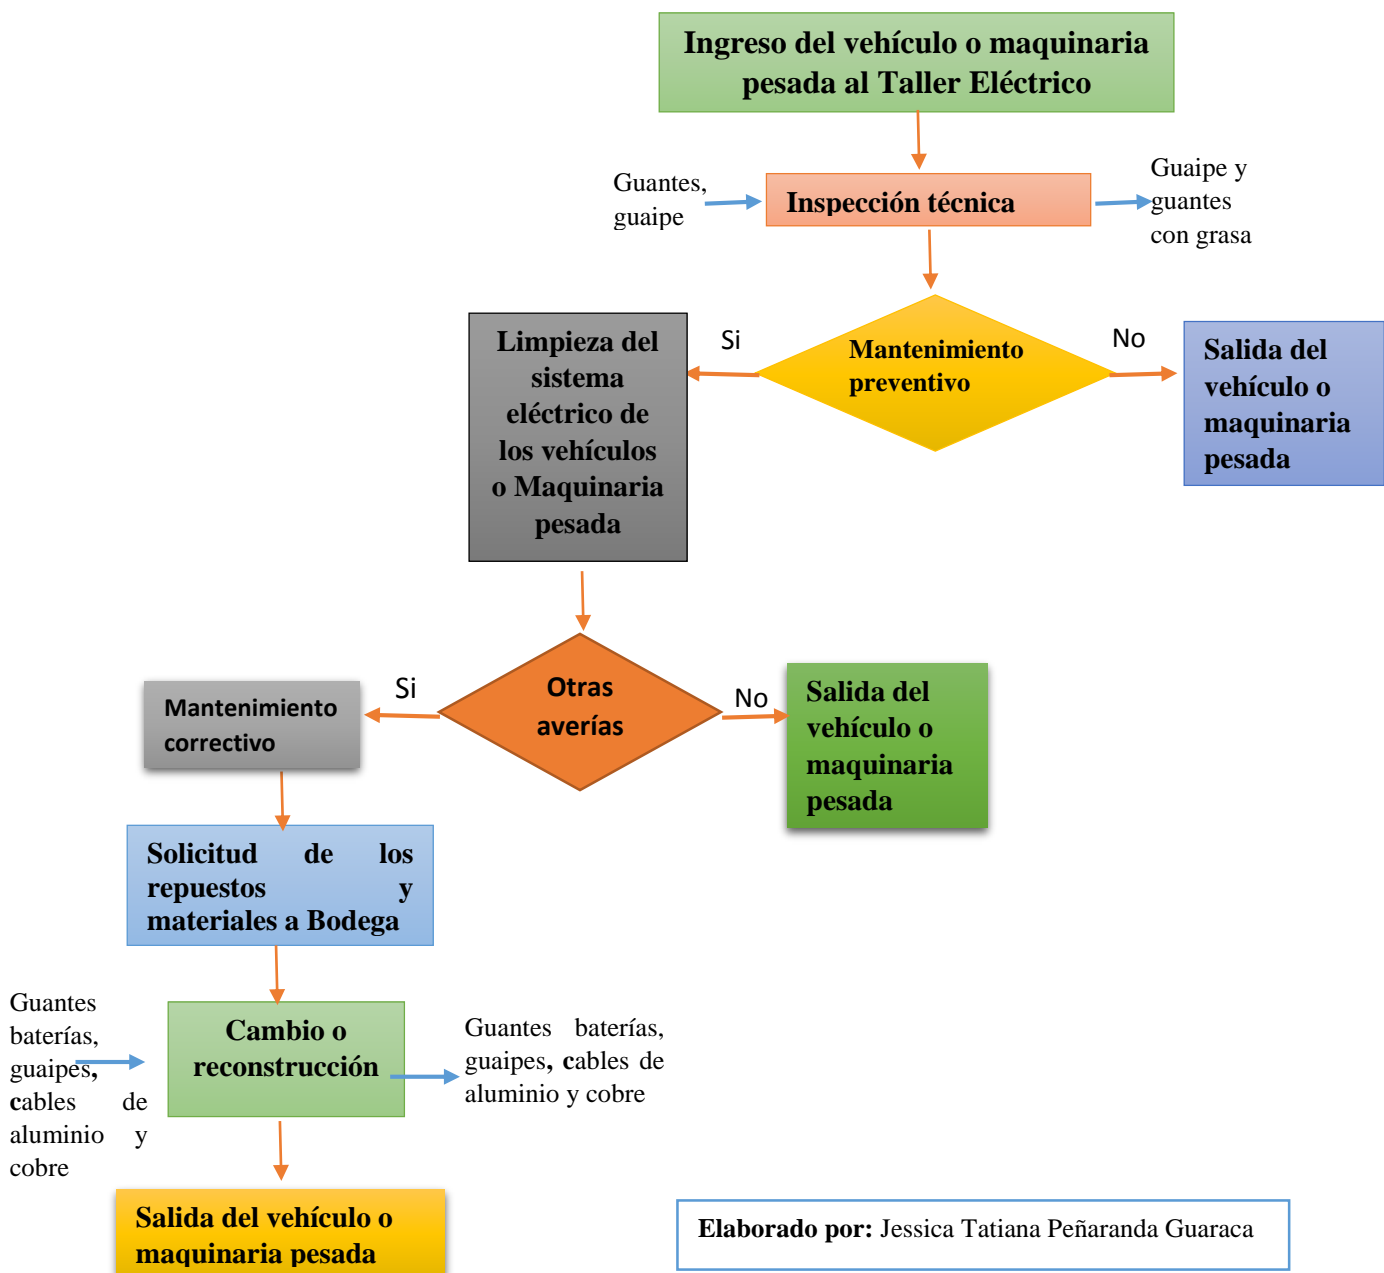 Ingreso del vehículo o maquinaria
pesada al Taller Eléctrico
Guantes,
guaipe
Inspección técnica
Guaipe y
guantes
con grasa
Limpieza del
sistema
eléctrico de
los vehículos
o Maquinaria
pesada
Si
Mantenimiento
preventivo
No
Salida del
vehículo o
maquinaria
pesada
Mantenimiento
correctivo
Si
Otras
averías
No
Salida del
vehículo o
maquinaria
pesada
Solicitud de los
repuestos y
materiales a Bodega
Guantes
baterías,
guaipes,
cables de
aluminio y
cobre
Cambio o
reconstrucción
Guantes baterías,
guaipes, cables de
aluminio y cobre
Salida del vehículo o
maquinaria pesada
Elaborado por: Jessica Tatiana Peñaranda Guaraca